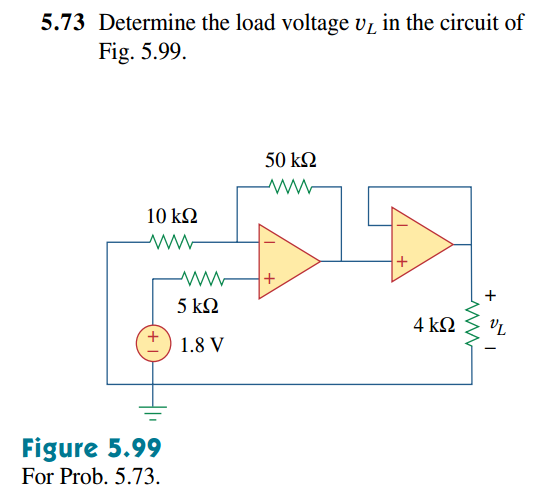 5.73 Determine the load voltage v_L in the circuit of
Fig. 5.99.
50 kΩ
10 kΩ
−
+
−
+
5 kΩ
+
−
1.8 V
4 kΩ
+
v_L
−
Figure 5.99
For Prob. 5.73.